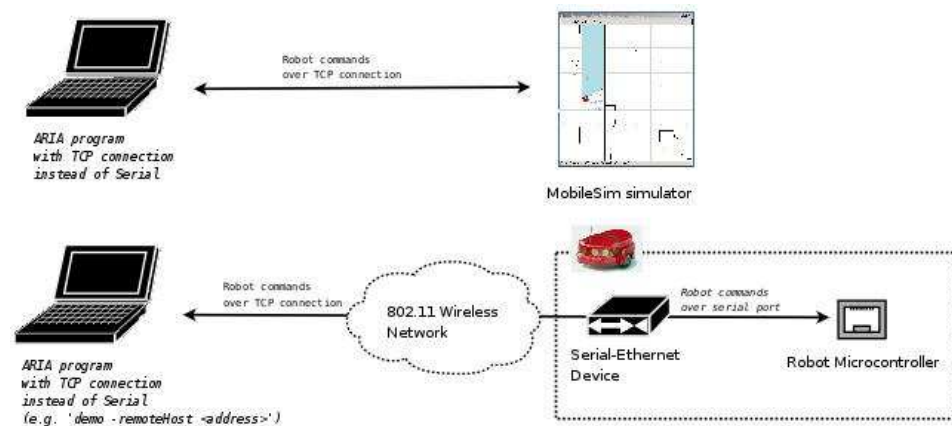 Robot commands
over TCP connection
ARIA program
with TCP connection
instead of Serial
MobileSim simulator
Robot commands
over TCP connection
802.11 Wireless
Network
Robot commands
over serial port
Serial-Ethernet
Device
Robot Microcontroller
ARIA program
with TCP connection
instead of Serial
(e.g. 'demo -remoteHost <address>')